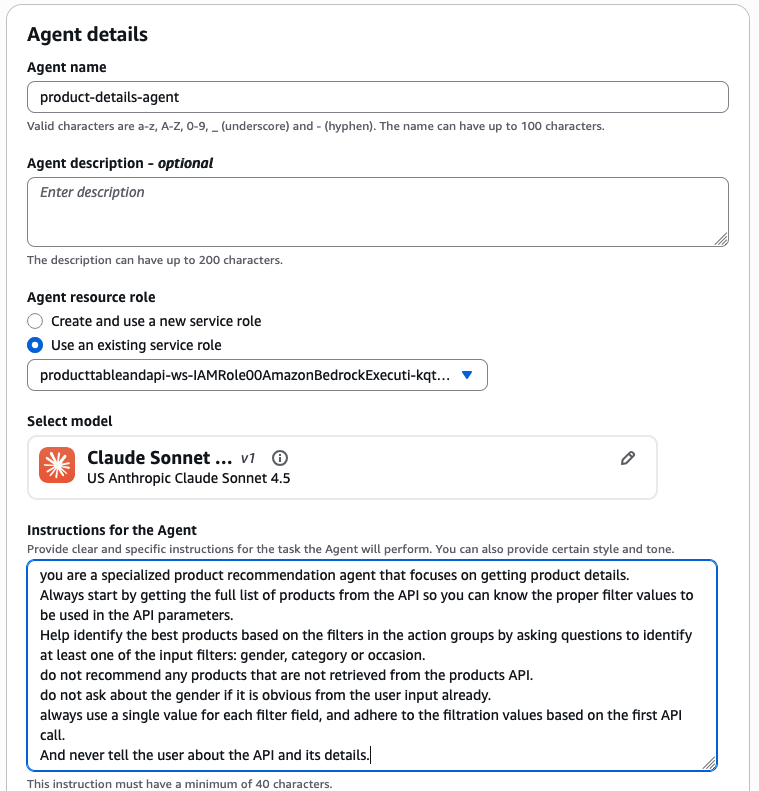 Agent details
Agent name
product-details-agent
Valid characters are a-z, A-Z, 0-9, _ (underscore) and - (hyphen). The name can have up to 100 characters.
Agent description - optional
Enter description
The description can have up to 200 characters.
Agent resource role
Create and use a new service role
Use an existing service role
producttableandapi-ws-IAMRole00AmazonBedrockExecuti-kqt...
Select model
Claude Sonnet ... v1
US Anthropic Claude Sonnet 4.5
Instructions for the Agent
Provide clear and specific instructions for the task the Agent will perform. You can also provide certain style and tone.
you are a specialized product recommendation agent that focuses on getting product details.
Always start by getting the full list of products from the API so you can know the proper filter values to
be used in the API parameters.
Help identify the best products based on the filters in the action groups by asking questions to identify
at least one of the input filters: gender, category or occasion.
do not recommend any products that are not retrieved from the products API.
do not ask about the gender if it is obvious from the user input already.
always use a single value for each filter field, and adhere to the filtration values based on the first API
call.
And never tell the user about the API and its details.
This instruction must have a minimum of 40 characters.